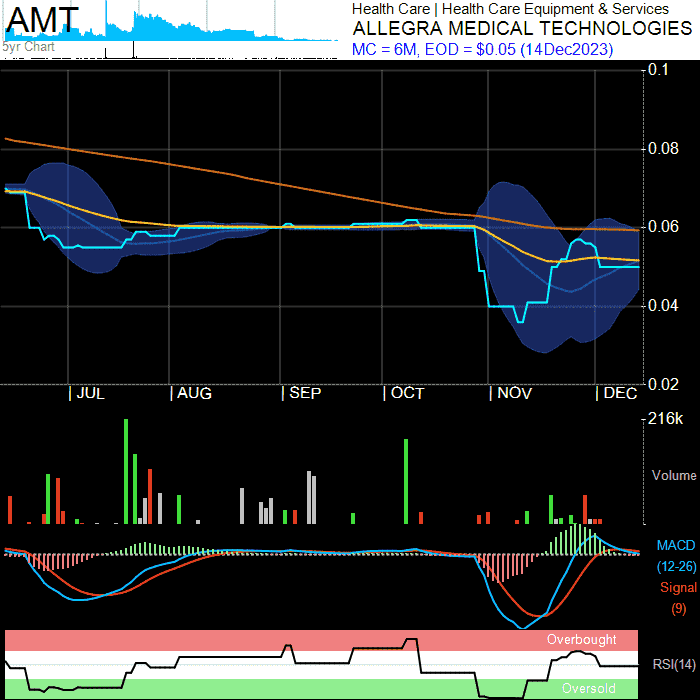 AMT
5yr Chart
Health Care | Health Care Equipment & Services
ALLEGRA MEDICAL TECHNOLOGIES
MC = 6M, EOD = $0.05 (14Dec2023)
0.1
0.08
0.06
0.04
0.02
JUL AUG SEP OCT NOV DEC
216k
Volume
MACD
(12-26)
Signal
(9)
Overbought
RSI(14)
Oversold